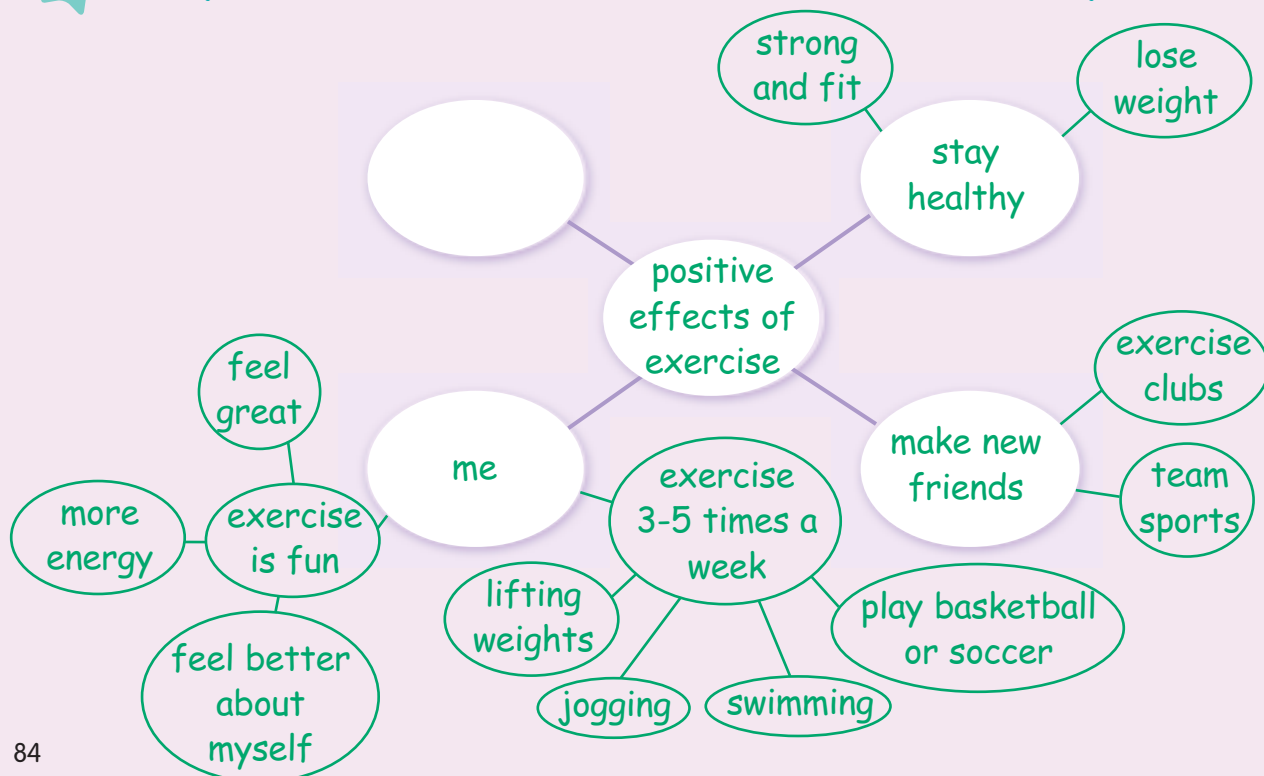 strong
and fit
lose
weight
stay
healthy
positive
effects of
exercise
exercise
clubs
feel
great
make new
friends
me
exercise
3-5 times a
week
team
sports
more
energy
exercise
is fun
lifting
weights
play basketball
or soccer
feel better
about
myself
jogging
swimming
84